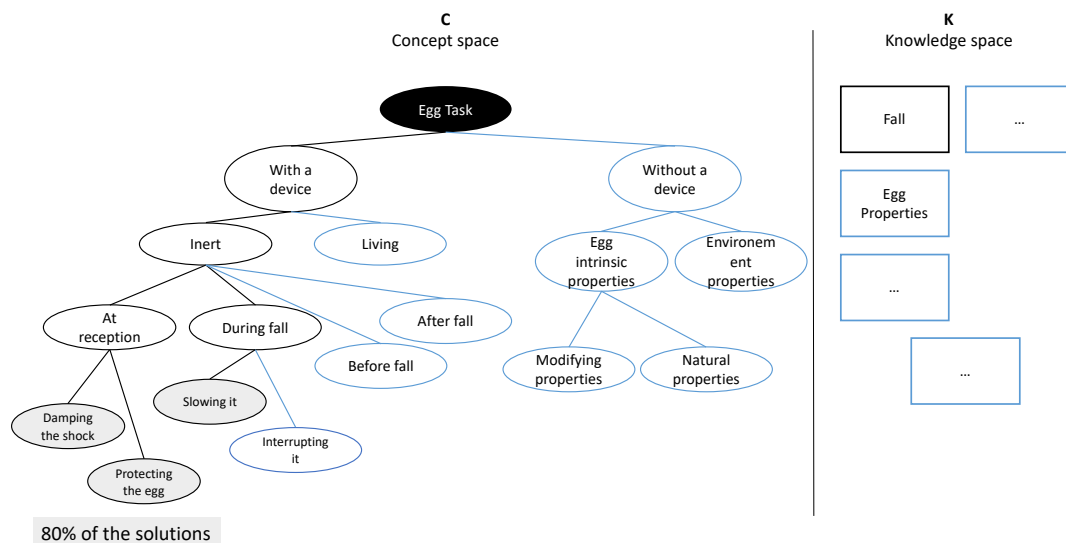 C
Concept space
K
Knowledge space
Egg Task
Fall
...
With a
device
Without a
device
Egg
Properties
Inert
Living
Egg
intrinsic
properties
Environem
ent
properties
...
At
reception
During fall
After fall
Before fall
Modifying
properties
Natural
properties
...
Slowing it
Damping
the shock
Interrupting
it
Protecting
the egg
80% of the solutions